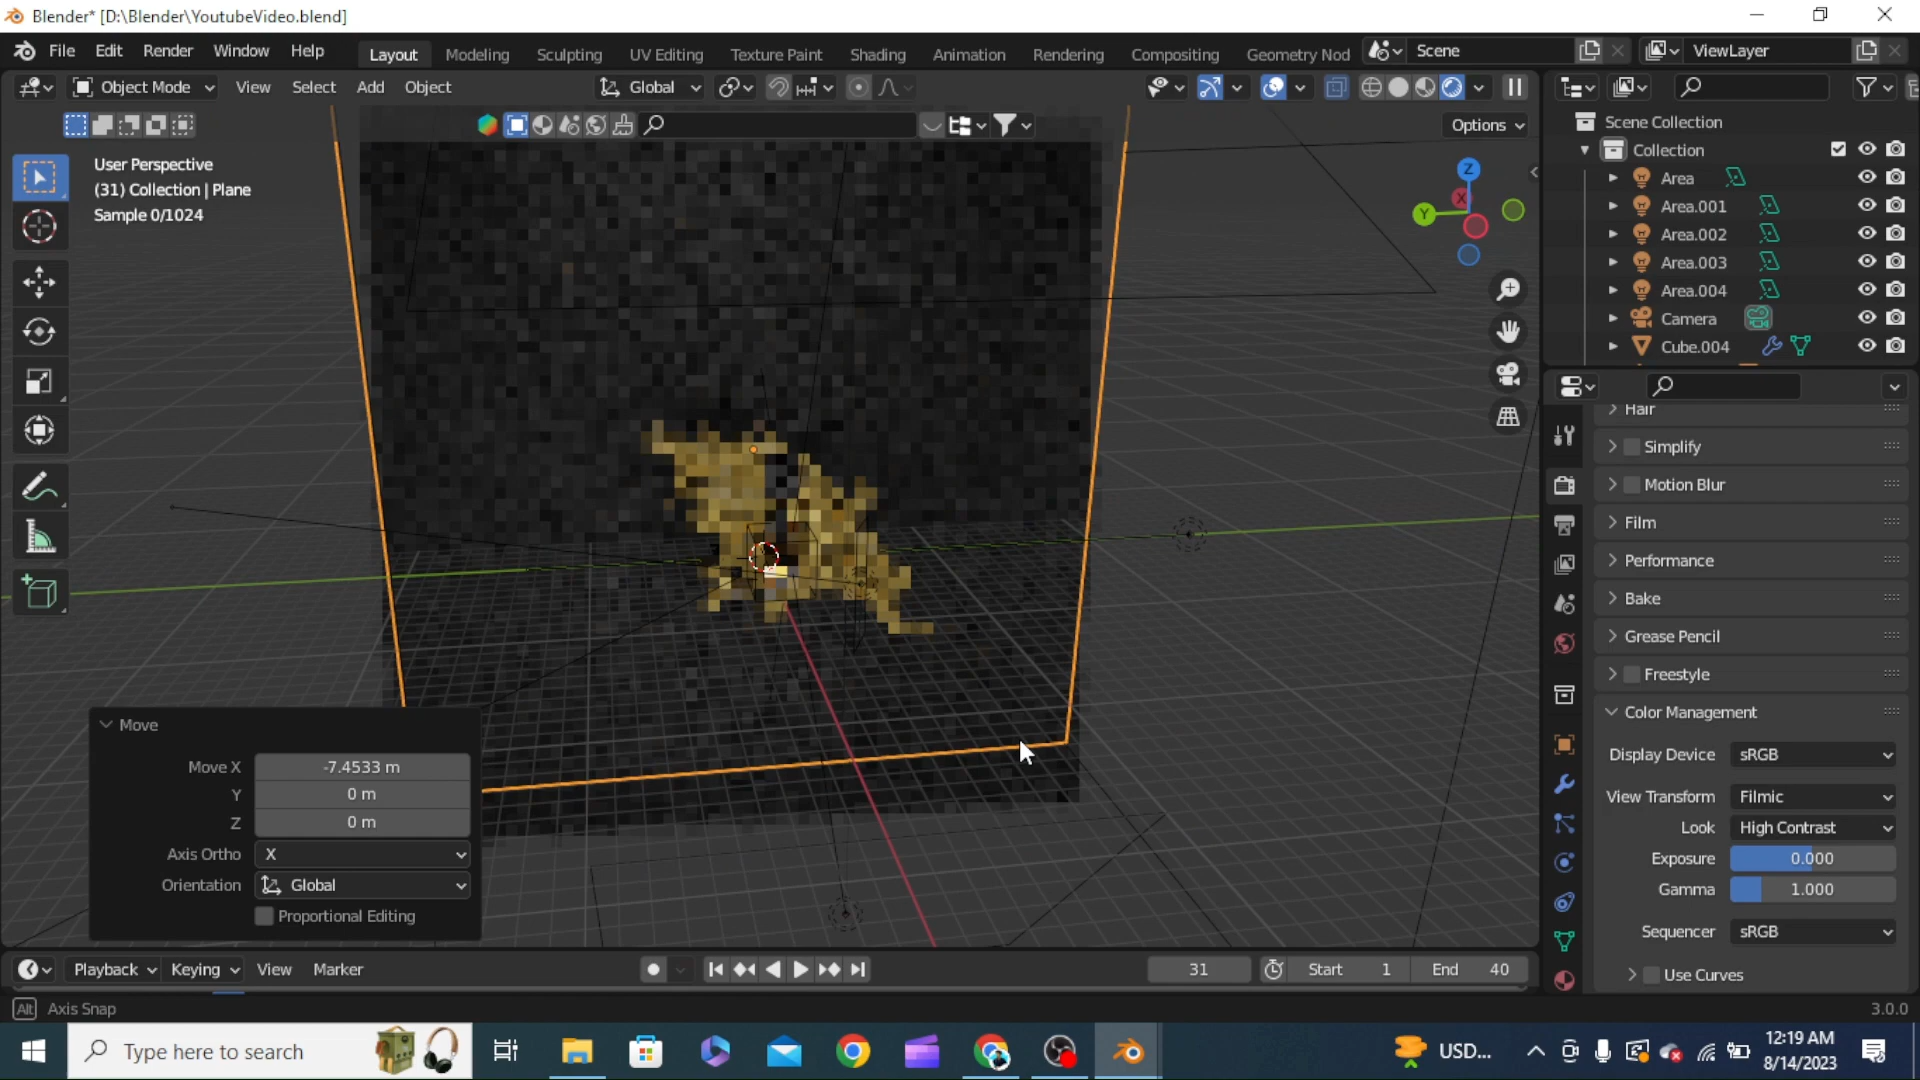 Blender* [D:\Blender\YoutubeVideo.blend]
File Edit Render Window Help Layout Modeling Sculpting UV Editing Texture Paint Shading Animation Rendering Compositing Geometry Nod Scene ViewLayer
Object Mode View Select Add Object Global
Options
User Perspective
(31) Collection | Plane
Sample 0/1024
Z
X
Y
Scene Collection
Collection
Area
Area.001
Area.002
Area.003
Area.004
Camera
Cube.004
Hair
Simplify
Motion Blur
Film
Performance
Bake
Grease Pencil
Freestyle
Color Management
Display Device sRGB
View Transform Filmic
Look High Contrast
Exposure 0.000
Gamma 1.000
Sequencer sRGB
Use Curves
Move
Move X -7.4533 m
Y 0 m
Z 0 m
Axis Ortho X
Orientation Global
Proportional Editing
Playback Keying View Marker 31 Start 1 End 40
Alt Axis Snap 3.0.0
Type here to search USD... 12:19 AM
8/14/2023